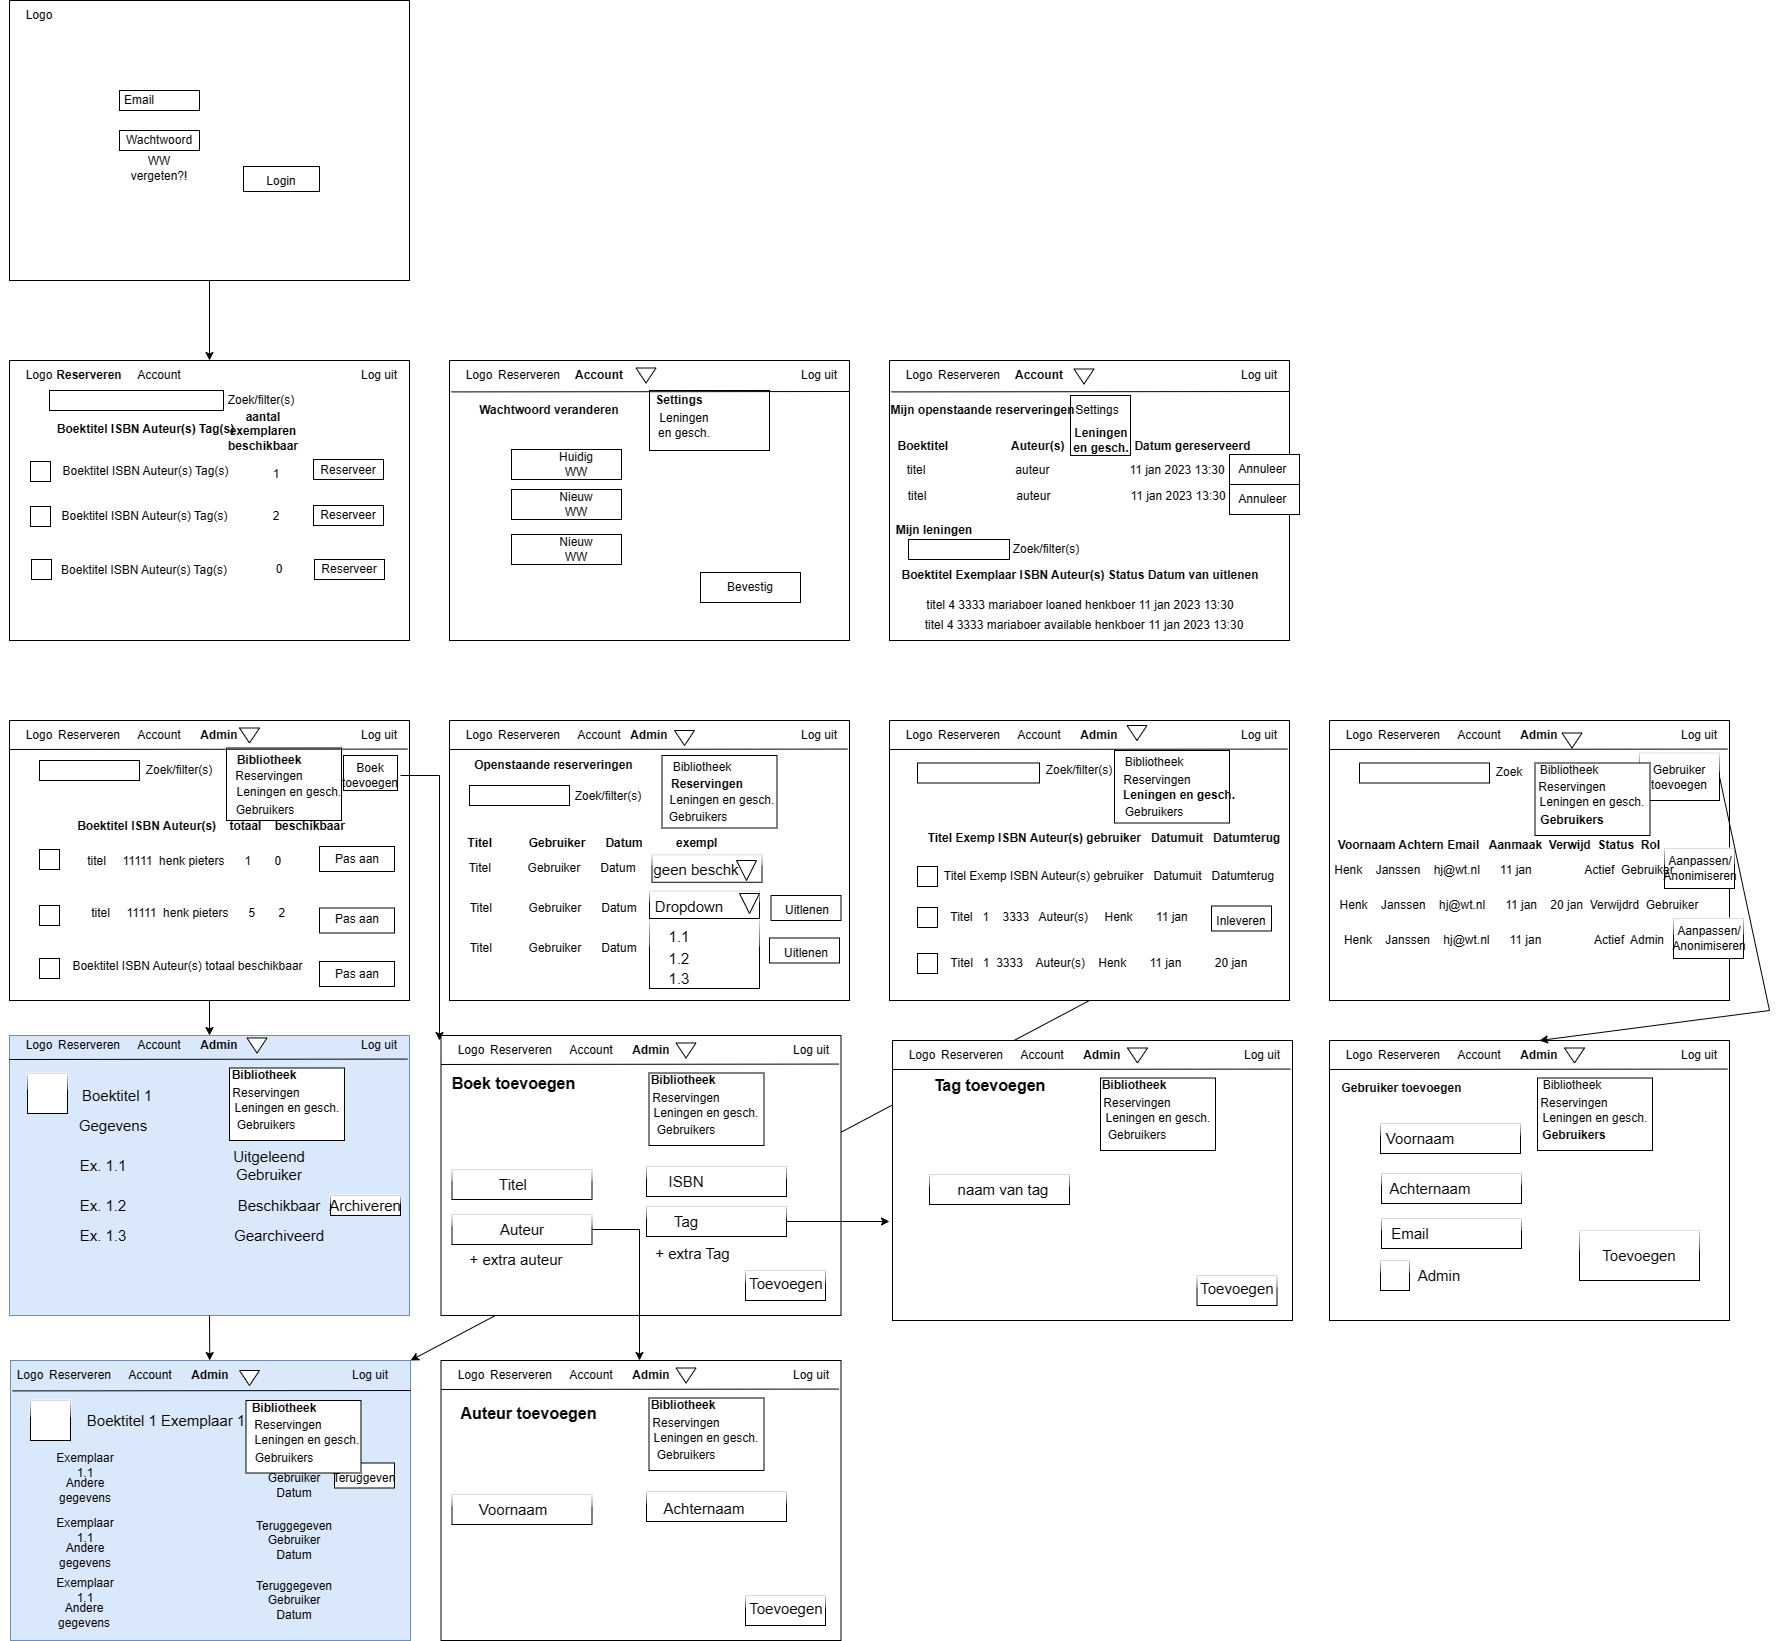 Logo
Email
Wachtwoord
WW
vergeten?!
Login
Logo Reserveren Account Log uit
Zoek/filter(s)
aantal
exemplaren
beschikbaar
Boektitel ISBN Auteur(s) Tag(s)
Boektitel ISBN Auteur(s) Tag(s) 1 Reserveer
Boektitel ISBN Auteur(s) Tag(s) 2 Reserveer
Boektitel ISBN Auteur(s) Tag(s) 0 Reserveer
Logo Reserveren Account Log uit
Settings
Leningen
en gesch.
Wachtwoord veranderen
Huidig
WW
Nieuw
WW
Nieuw
WW
Bevestig
Logo Reserveren Account Log uit
Settings
Leningen
en gesch.
Mijn openstaande reserveringen
Boektitel Auteur(s) Datum gereserveerd
titel auteur 11 jan 2023 13:30 Annuleer
titel auteur 11 jan 2023 13:30 Annuleer
Mijn leningen
Zoek/filter(s)
Boektitel Exemplaar ISBN Auteur(s) Status Datum van uitlenen
titel 4 3333 mariaboer loaned henkboer 11 jan 2023 13:30
titel 4 3333 mariaboer available henkboer 11 jan 2023 13:30
Logo Reserveren Account Admin Log uit
Zoek/filter(s)
Bibliotheek
Reservingen
Leningen en gesch.
Gebruikers
Boek
toevoegen
Boektitel ISBN Auteur(s) totaal beschikbaar
titel 11111 henk pieters 1 0 Pas aan
titel 11111 henk pieters 5 2 Pas aan
Boektitel ISBN Auteur(s) totaal beschikbaar Pas aan
Logo Reserveren Account Admin Log uit
Openstaande reserveringen
Zoek/filter(s)
Bibliotheek
Reservingen
Leningen en gesch.
Gebruikers
Titel Gebruiker Datum exempl
Titel Gebruiker Datum geen beschk
Titel Gebruiker Datum Dropdown Uitlenen
Titel Gebruiker Datum Uitlenen
1.1
1.2
1.3
Logo Reserveren Account Admin Log uit
Zoek/filter(s)
Bibliotheek
Reservingen
Leningen en gesch.
Gebruikers
Titel Exemp ISBN Auteur(s) gebruiker Datumuit Datumterug
Titel Exemp ISBN Auteur(s) gebruiker Datumuit Datumterug
Titel 1 3333 Auteur(s) Henk 11 jan Inleveren
Titel 1 3333 Auteur(s) Henk 11 jan 20 jan
Logo Reserveren Account Admin Log uit
Zoek
Bibliotheek
Reservingen
Leningen en gesch.
Gebruikers
Gebruiker
toevoegen
Voornaam Achtern Email Aanmaak Verwijd Status Rol
Henk Janssen hj@wt.nl 11 jan Actief Gebruiker
Aanpassen/
Anonimiseren
Henk Janssen hj@wt.nl 11 jan 20 jan Verwijdrd Gebruiker
Henk Janssen hj@wt.nl 11 jan Actief Admin
Aanpassen/
Anonimiseren
Logo Reserveren Account Admin Log uit
Bibliotheek
Reservingen
Leningen en gesch.
Gebruikers
Boektitel 1
Gegevens
Ex. 1.1
Uitgeleend
Gebruiker
Ex. 1.2 Beschikbaar Archiveren
Ex. 1.3 Gearchiveerd
Logo Reserveren Account Admin Log uit
Boek toevoegen
Bibliotheek
Reservingen
Leningen en gesch.
Gebruikers
Titel ISBN
Auteur Tag
+ extra auteur + extra Tag
Toevoegen
Logo Reserveren Account Admin Log uit
Tag toevoegen
Bibliotheek
Reservingen
Leningen en gesch.
Gebruikers
naam van tag
Toevoegen
Logo Reserveren Account Admin Log uit
Gebruiker toevoegen
Bibliotheek
Reservingen
Leningen en gesch.
Gebruikers
Voornaam
Achternaam
Email
Admin
Toevoegen
Logo Reserveren Account Admin Log uit
Boektitel 1 Exemplaar 1
Bibliotheek
Reservingen
Leningen en gesch.
Gebruikers
Exemplaar
1.1
Andere
gegevens
Gebruiker
Datum
Teruggeven
Exemplaar
1.1
Andere
gegevens
Teruggegeven
Gebruiker
Datum
Exemplaar
1.1
Andere
gegevens
Teruggegeven
Gebruiker
Datum
Logo Reserveren Account Admin Log uit
Auteur toevoegen
Bibliotheek
Reservingen
Leningen en gesch.
Gebruikers
Voornaam Achternaam
Toevoegen